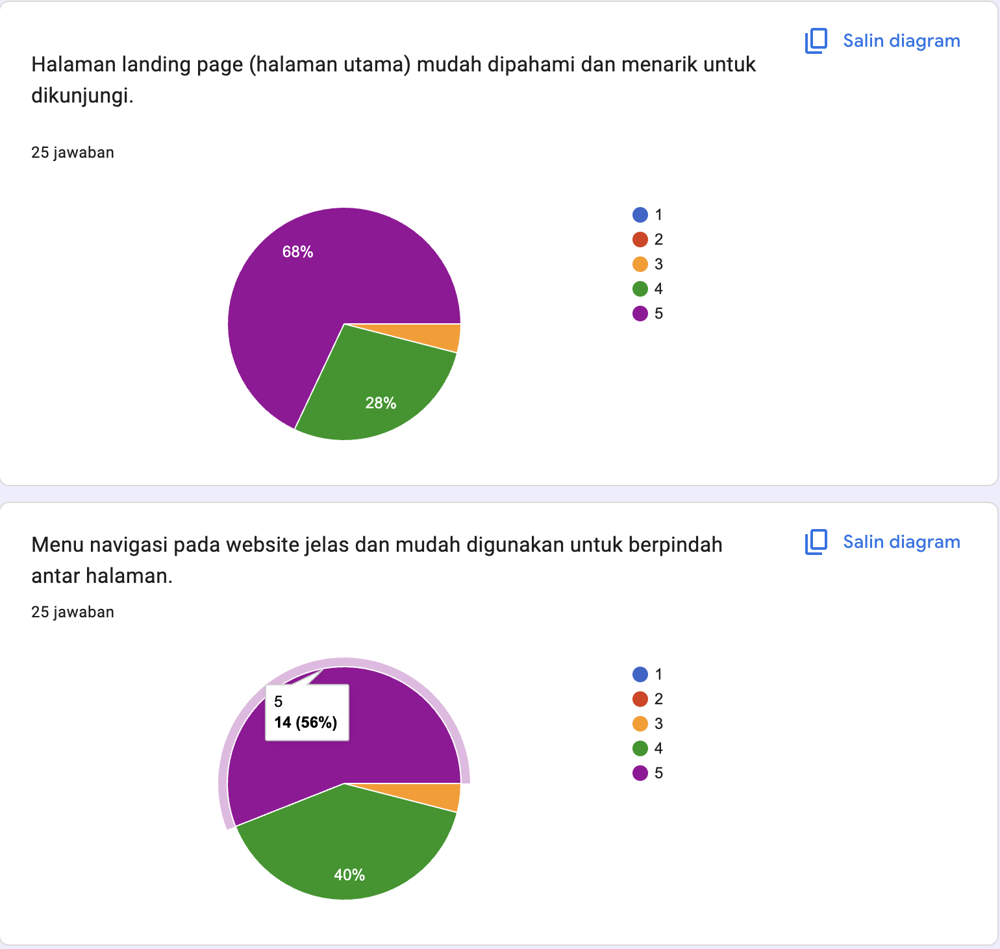 Salin diagram
Halaman landing page (halaman utama) mudah dipahami dan menarik untuk
dikunjungi.
25 jawaban
68%
28%
1
2
3
4
5
Salin diagram
Menu navigasi pada website jelas dan mudah digunakan untuk berpindah
antar halaman.
25 jawaban
5
14 (56%)
40%
1
2
3
4
5